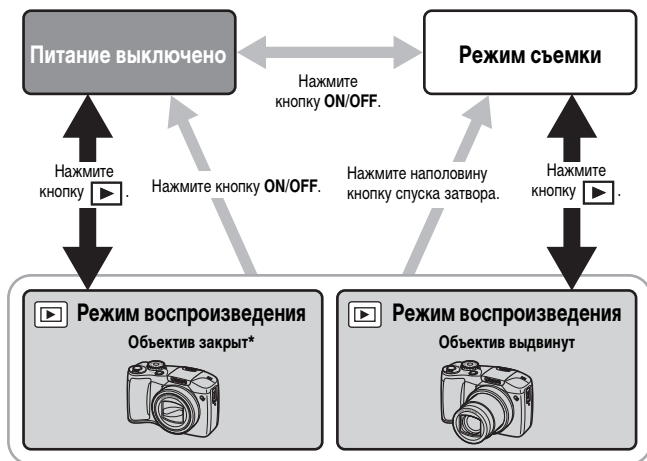 Питание выключено
Режим съемки
Нажмите
кнопку ON/OFF.
Нажмите
кнопку .
Нажмите кнопку ON/OFF.
Нажмите наполовину
кнопку спуска затвора.
Нажмите
кнопку .
Режим воспроизведения
Объектив закрыт*
Режим воспроизведения
Объектив выдвинут